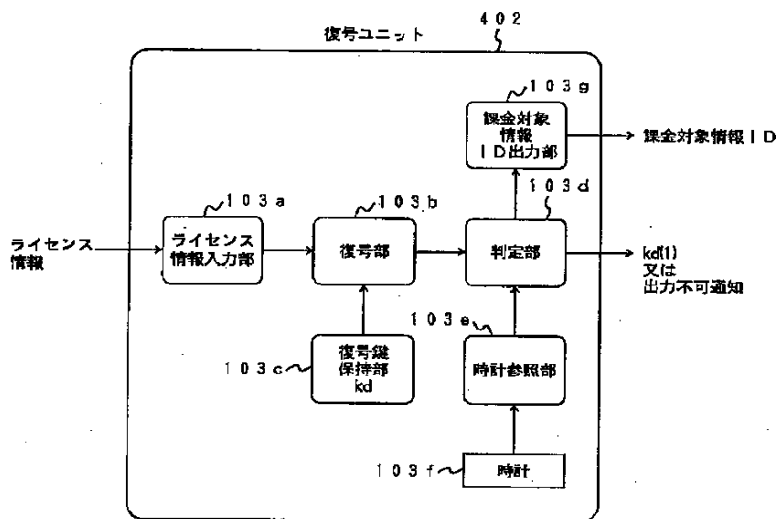 復号ユニット
402
103g
課金対象
情報
ID出力部
課金対象情報ID
103a
103b
103d
ライセンス
情報
ライセンス
情報入力部
復号部
判定部
kd(1)
又は
出力不可通知
103c
復号鍵
保持部
kd
103e
時計参照部
103f
時計